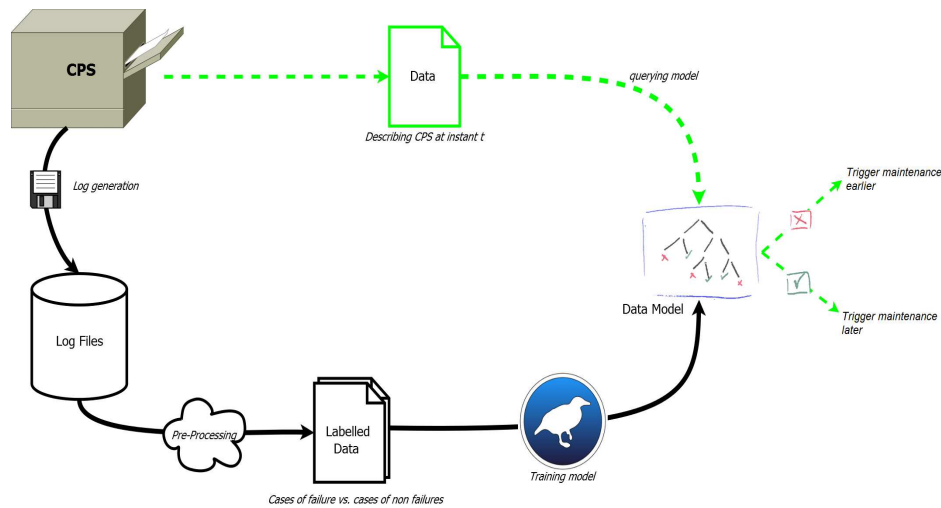 CPS
Data
querying model
Describing CPS at instant t
Log generation
Trigger maintenance
earlier
Data Model
Trigger maintenance
later
Log Files
Pre-Processing
Labelled
Data
Training model
Cases of failure vs. cases of non failures